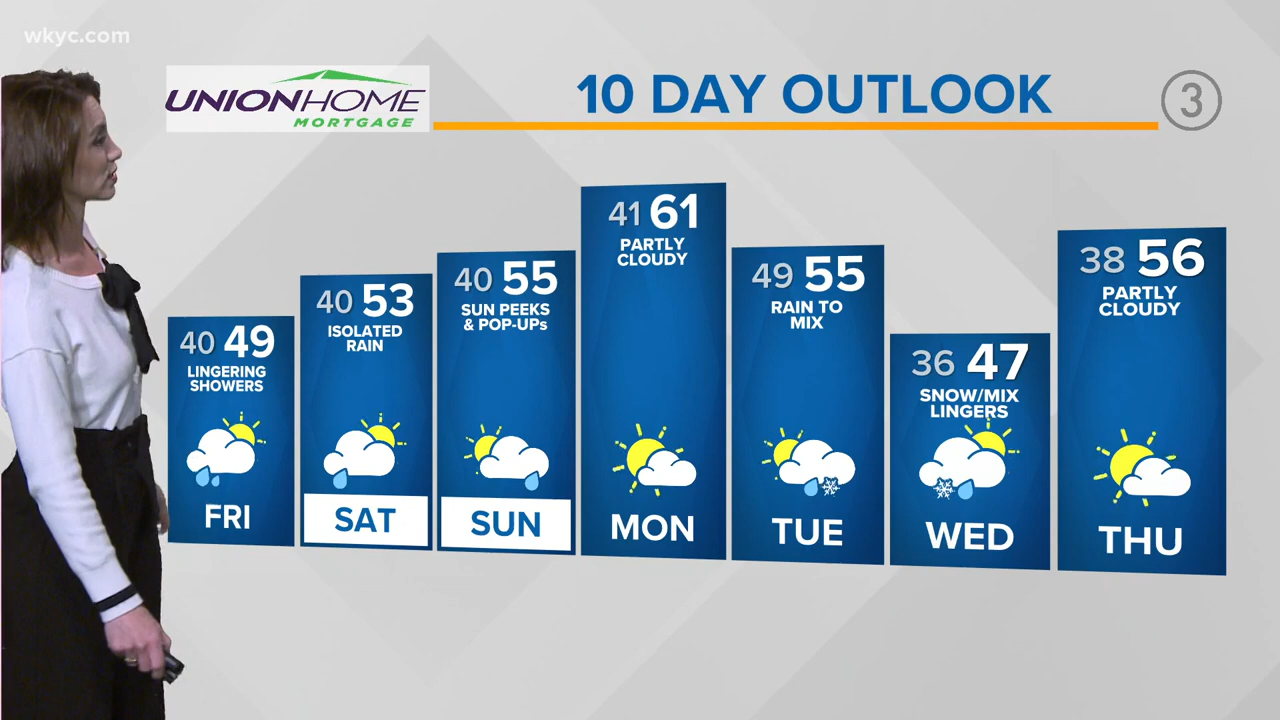 wkyc.com
UNIONHOME
MORTGAGE
10 DAY OUTLOOK
3
40 49
LINGERING
SHOWERS
FRI
40 53
ISOLATED
RAIN
SAT
40 55
SUN PEEKS
& POP-UPs
SUN
41 61
PARTLY
CLOUDY
MON
49 55
RAIN TO
MIX
TUE
36 47
SNOW/MIX
LINGERS
WED
38 56
PARTLY
CLOUDY
THU